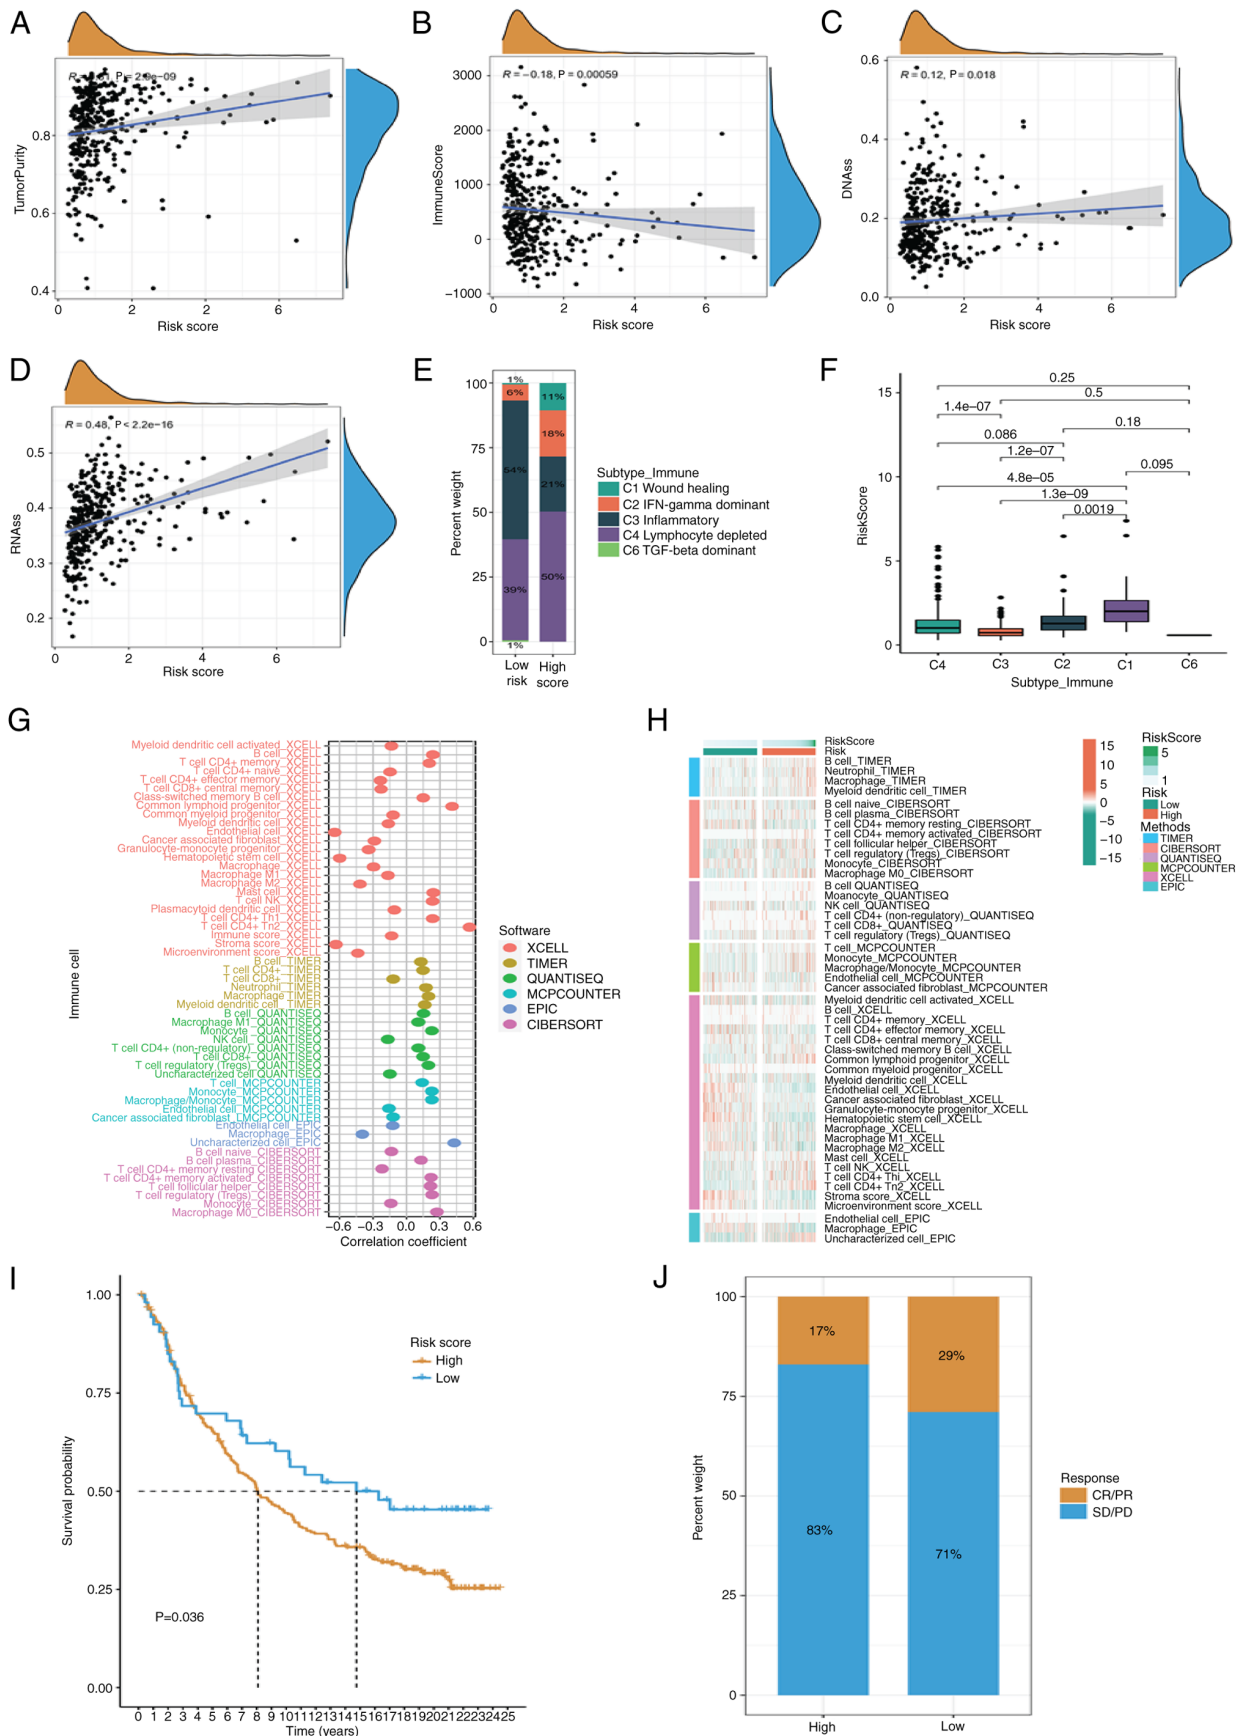 A
R = 0.31, P = 2.9e−09
TumorPurity
0.8
0.6
0.4
0
2
2
6
Risk score
B
R = −0.18, P = 0.00059
ImmuneScore
3000
2000
1000
0
−1000
0
2
4
6
Risk score
C
R = 0.12, P = 0.018
DNAss
0.6
0.4
0.2
0.0
0
2
4
6
Risk score
D
R = 0.48, P < 2.2e−16
RNAss
0.5
0.4
0.3
0.2
0
2
4
6
Risk score
E
Percent weight
100
75
50
25
0
1%
6%
54%
39%
1%
11%
18%
21%
50%
Low
risk
High
score
Subtype_Immune
C1 Wound healing
C2 IFN-gamma dominant
C3 Inflammatory
C4 Lymphocyte depleted
C6 TGF-beta dominant
F
RiskScore
15
10
5
0
0.25
0.5
1.4e−07
0.18
0.086
1.2e−07
0.095
4.8e−05
1.3e−09
0.0019
C4
C3
C2
C1
C6
Subtype_Immune
G
Immune cell
Myeloid dendritic cell activated_XCELL
B cell_XCELL
T cell CD4+ memory_XCELL
T cell CD4+ naive_XCELL
T cell CD4+ effector memory_XCELL
T cell CD8+ central memory_XCELL
Class-switched memory B cell_XCELL
Common lymphoid progenitor_XCELL
Common myeloid progenitor_XCELL
Myeloid dendritic cell_XCELL
Endothelial cell_XCELL
Cancer associated fibroblast_XCELL
Granulocyte-monocyte progenitor_XCELL
Hematopoietic stem cell_XCELL
Macrophage_XCELL
Macrophage M1_XCELL
Macrophage M2_XCELL
Mast cell_XCELL
T cell NK_XCELL
Plasmacytoid dendritic cell_XCELL
T cell CD4+ Th1_XCELL
T cell CD4+ Tn2_XCELL
Immune score_XCELL
Stroma score_XCELL
Microenvironment score_XCELL
B cell_TIMER
T cell CD4+_TIMER
T cell CD8+_TIMER
Neutrophil_TIMER
Macrophage_TIMER
Myeloid dendritic cell_TIMER
B cell_QUANTISEQ
Macrophage M1_QUANTISEQ
Monocyte_QUANTISEQ
NK cell_QUANTISEQ
T cell CD4+ (non-regulatory)_QUANTISEQ
T cell CD8+_QUANTISEQ
T cell regulatory (Tregs)_QUANTISEQ
Uncharacterized cell QUANTISEQ
T cell_MCPCOUNTER
Monocyte_MCPCOUNTER
Macrophage/Monocyte_MCPCOUNTER
Endothelial cell_MCPCOUNTER
Cancer associated fibroblast_LMCPCOUNTER
Endothelial cell_EPIC
Macrophage_EPIC
Uncharacterized cell_EPIC
B cell naive_CIBERSORT
B cell plasma_CIBERSORT
T cell CD4+ memory resting CIBERSORT
T cell CD4+ memory activated_CIBERSORT
T cell follicular helper_CIBERSORT
T cell regulatory (Tregs)_CIBERSORT
Monocyte_CIBERSORT
Macrophage M0_CIBERSORT
−0.6
−0.3
0.0
0.3
0.6
Correlation coefficient
Software
XCELL
TIMER
QUANTISEQ
MCPCOUNTER
EPIC
CIBERSORT
H
RiskScore
Risk
B cell_TIMER
Neutrophil_TIMER
Macrophage_TIMER
Myeloid dendritic cell_TIMER
B cell naive_CIBERSORT
B cell plasma_CIBERSORT
T cell CD4+ memory resting_CIBERSORT
T cell CD4+ memory activated_CIBERSORT
T cell follicular helper_CIBERSORT
T cell regulatory (Tregs)_CIBERSORT
Monocyte_CIBERSORT
Macrophage M0_CIBERSORT
B cell QUANTISEQ
Moanocyte_QUANTISEQ
NK cell_QUANTISEQ
T cell CD4+ (non-regulatory)_QUANTISEQ
T cell CD8+_QUANTISEQ
T cell regulatory (Tregs)_QUANTISEQ
T cell_MCPCOUNTER
Monocyte_MCPCOUNTER
Macrophage/Monocyte_MCPCOUNTER
Endothelial cell_MCPCOUNTER
Cancer associated fibroblast_MCPCOUNTER
Myeloid dendritic cell activated_XCELL
B cell_XCELL
T cell CD4+ memory_XCELL
T cell CD4+ effector memory_XCELL
T cell CD8+ central memory_XCELL
Class-switched memory B cell_XCELL
Common lymphoid progenitor_XCELL
Common myeloid progenitor_XCELL
Myeloid dendritic cell_XCELL
Endothelial cell_XCELL
Cancer associated fibroblast_XCELL
Granulocyte-monocyte progenitor_XCELL
Hematopoietic stem cell_XCELL
Macrophage_XCELL
Macrophage M1_XCELL
Macrophage M2_XCELL
Mast cell_XCELL
T cell NK_XCELL
T cell CD4+ Thi_XCELL
T cell CD4+ Tn2_XCELL
Stroma score_XCELL
Microenvironment score_XCELL
Endothelial cell_EPIC
Macrophage_EPIC
Uncharacterized cell_EPIC
15
10
5
0
−5
−10
−15
RiskScore
5
1
Risk
Low
High
Methods
TIMER
CIBERSORT
QUANTISEQ
MCPCOUNTER
XCELL
EPIC
I
Survival probability
1.00
0.75
0.50
0.25
0.00
P=0.036
Risk score
High
Low
0 1 2 3 4 5 6 7 8 9 10 11 12 13 14 15 16 17 18 19 20 21 22 23 24 25
Time (years)
J
Percent weight
100
75
50
25
0
17%
83%
29%
71%
High
Low
Response
CR/PR
SD/PD